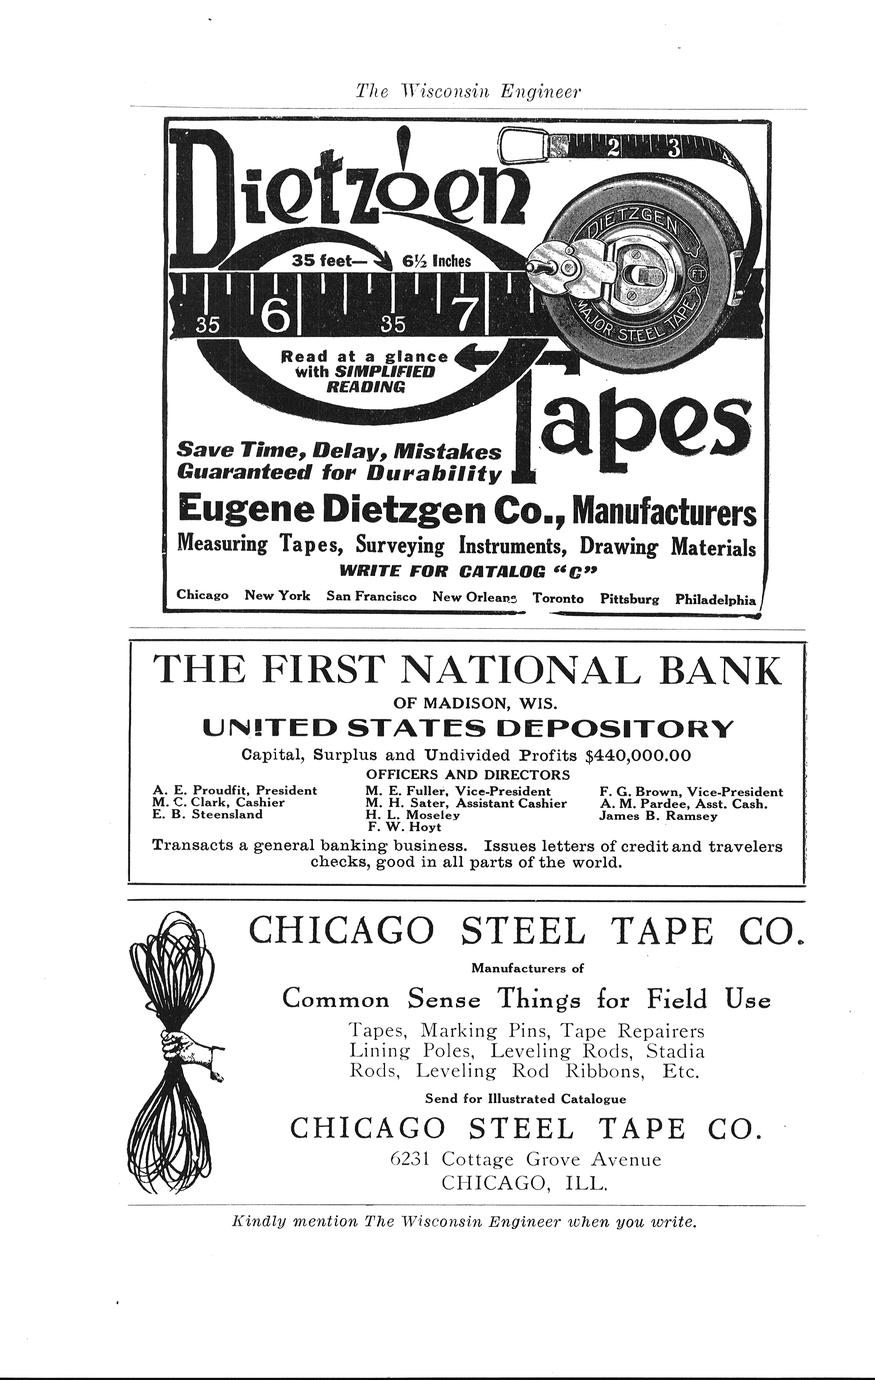 The Wisconsin Engineer
Dietzgen
2 3 4
DIETZGEN
FT.
MAJOR STEEL TAPE
35 feet— 6½ Inches
35 6 35 7
Read at a glance
with SIMPLIFIED
READING
Tapes
Save Time, Delay, Mistakes
Guaranteed for Durability
Eugene Dietzgen Co., Manufacturers
Measuring Tapes, Surveying Instruments, Drawing Materials
WRITE FOR CATALOG “C”
Chicago New York San Francisco New Orleans Toronto Pittsburg Philadelphia
THE FIRST NATIONAL BANK
OF MADISON, WIS.
UNITED STATES DEPOSITORY
Capital, Surplus and Undivided Profits $440,000.00
OFFICERS AND DIRECTORS
A. E. Proudfit, President M. E. Fuller, Vice-President F. G. Brown, Vice-President
M. C. Clark, Cashier M. H. Sater, Assistant Cashier A. M. Pardee, Asst. Cash.
E. B. Steensland H. L. Moseley James B. Ramsey
F. W. Hoyt
Transacts a general banking business. Issues letters of credit and travelers
checks, good in all parts of the world.
CHICAGO STEEL TAPE CO.
Manufacturers of
Common Sense Things for Field Use
Tapes, Marking Pins, Tape Repairers
Lining Poles, Leveling Rods, Stadia
Rods, Leveling Rod Ribbons, Etc.
Send for Illustrated Catalogue
CHICAGO STEEL TAPE CO.
6231 Cottage Grove Avenue
CHICAGO, ILL.
Kindly mention The Wisconsin Engineer when you write.